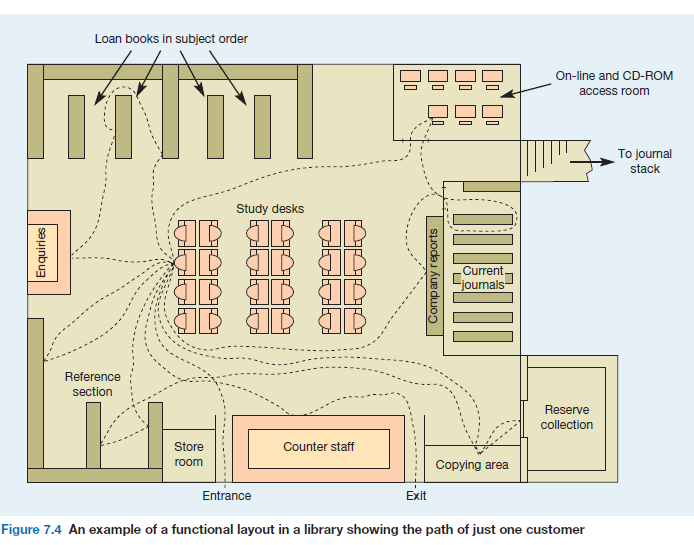 Loan books in subject order
On-line and CD-ROM
access room
To journal
stack
Study desks
Enquiries
Company reports
Current
journals
Reference
section
Reserve
collection
Store
room
Counter staff
Copying area
Entrance
Exit
Figure 7.4 An example of a functional layout in a library showing the path of just one customer